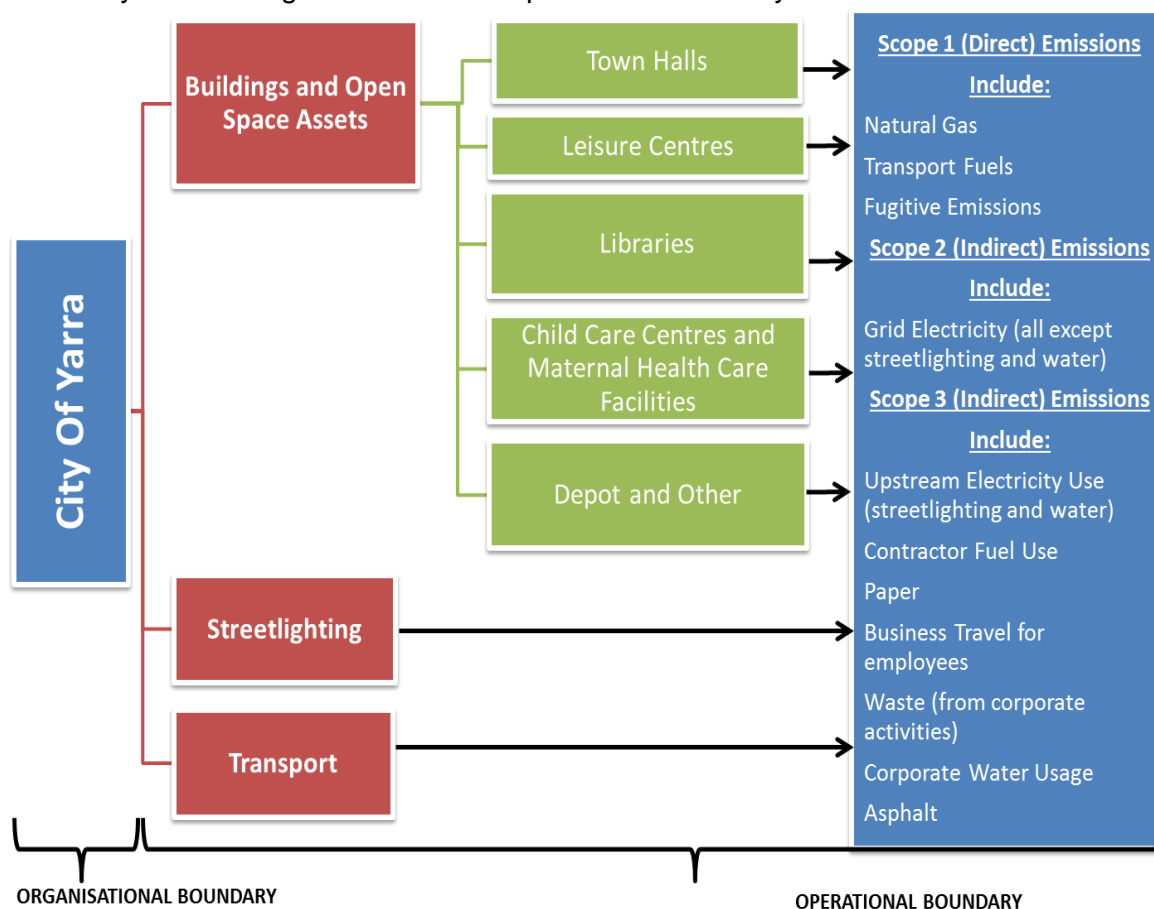 Buildings and Open
Space Assets
Town Halls
Leisure Centres
Libraries
Child Care Centres and
Maternal Health Care
Facilities
Depot and Other
City Of Yarra
Streetlighting
Transport
Scope 1 (Direct) Emissions
Include:
Natural Gas
Transport Fuels
Fugitive Emissions
Scope 2 (Indirect) Emissions
Include:
Grid Electricity (all except
streetlighting and water)
Scope 3 (Indirect) Emissions
Include:
Upstream Electricity Use
(streetlighting and water)
Contractor Fuel Use
Paper
Business Travel for
employees
Waste (from corporate
activities)
Corporate Water Usage
Asphalt
ORGANISATIONAL BOUNDARY
OPERATIONAL BOUNDARY